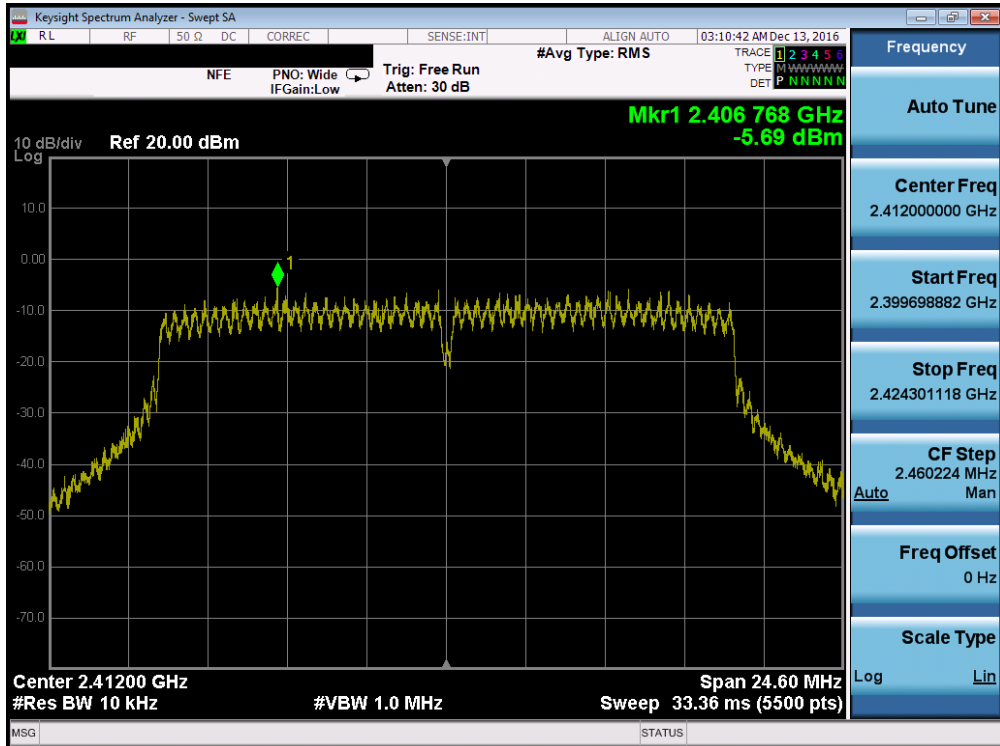 Keysight Spectrum Analyzer - Swept SA
LXI RL RF 50 Ω DC CORREC SENSE:INT ALIGN AUTO 03:10:42 AM Dec 13, 2016
NFE PNO: Wide Trig: Free Run #Avg Type: RMS TRACE 1 2 3 4 5 6
IFGain:Low Atten: 30 dB TYPE M WWWWW
DET P N N N N N
Mkr1 2.406 768 GHz
-5.69 dBm
10 dB/div Ref 20.00 dBm
Log
10.0
0.00
1
-10.0
-20.0
-30.0
-40.0
-50.0
-60.0
-70.0
Center 2.41200 GHz Span 24.60 MHz
#Res BW 10 kHz #VBW 1.0 MHz Sweep 33.36 ms (5500 pts)
MSG STATUS
Frequency
Auto Tune
Center Freq
2.412000000 GHz
Start Freq
2.399698882 GHz
Stop Freq
2.424301118 GHz
CF Step
2.460224 MHz
Auto Man
Freq Offset
0 Hz
Scale Type
Log Lin